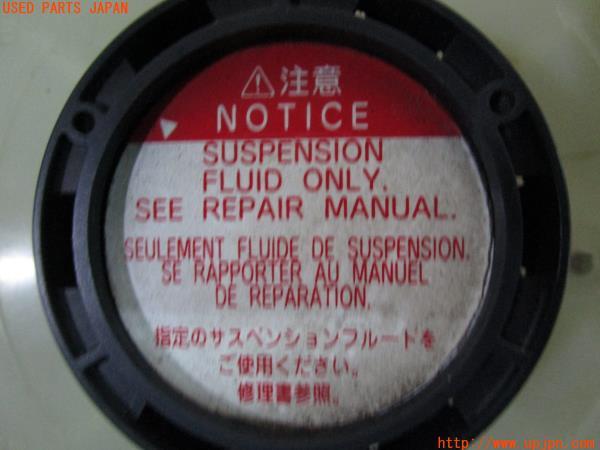 USED PARTS JAPAN
注意
NOTICE
SUSPENSION
FLUID ONLY.
SEE REPAIR MANUAL.
SEULEMENT FLUIDE DE SUSPENSION.
SE RAPPORTER AU MANUEL
DE REPARATION.
指定のサスペンションフルードを
ご使用ください。
修理書参照。
http://www.upjpn.com/